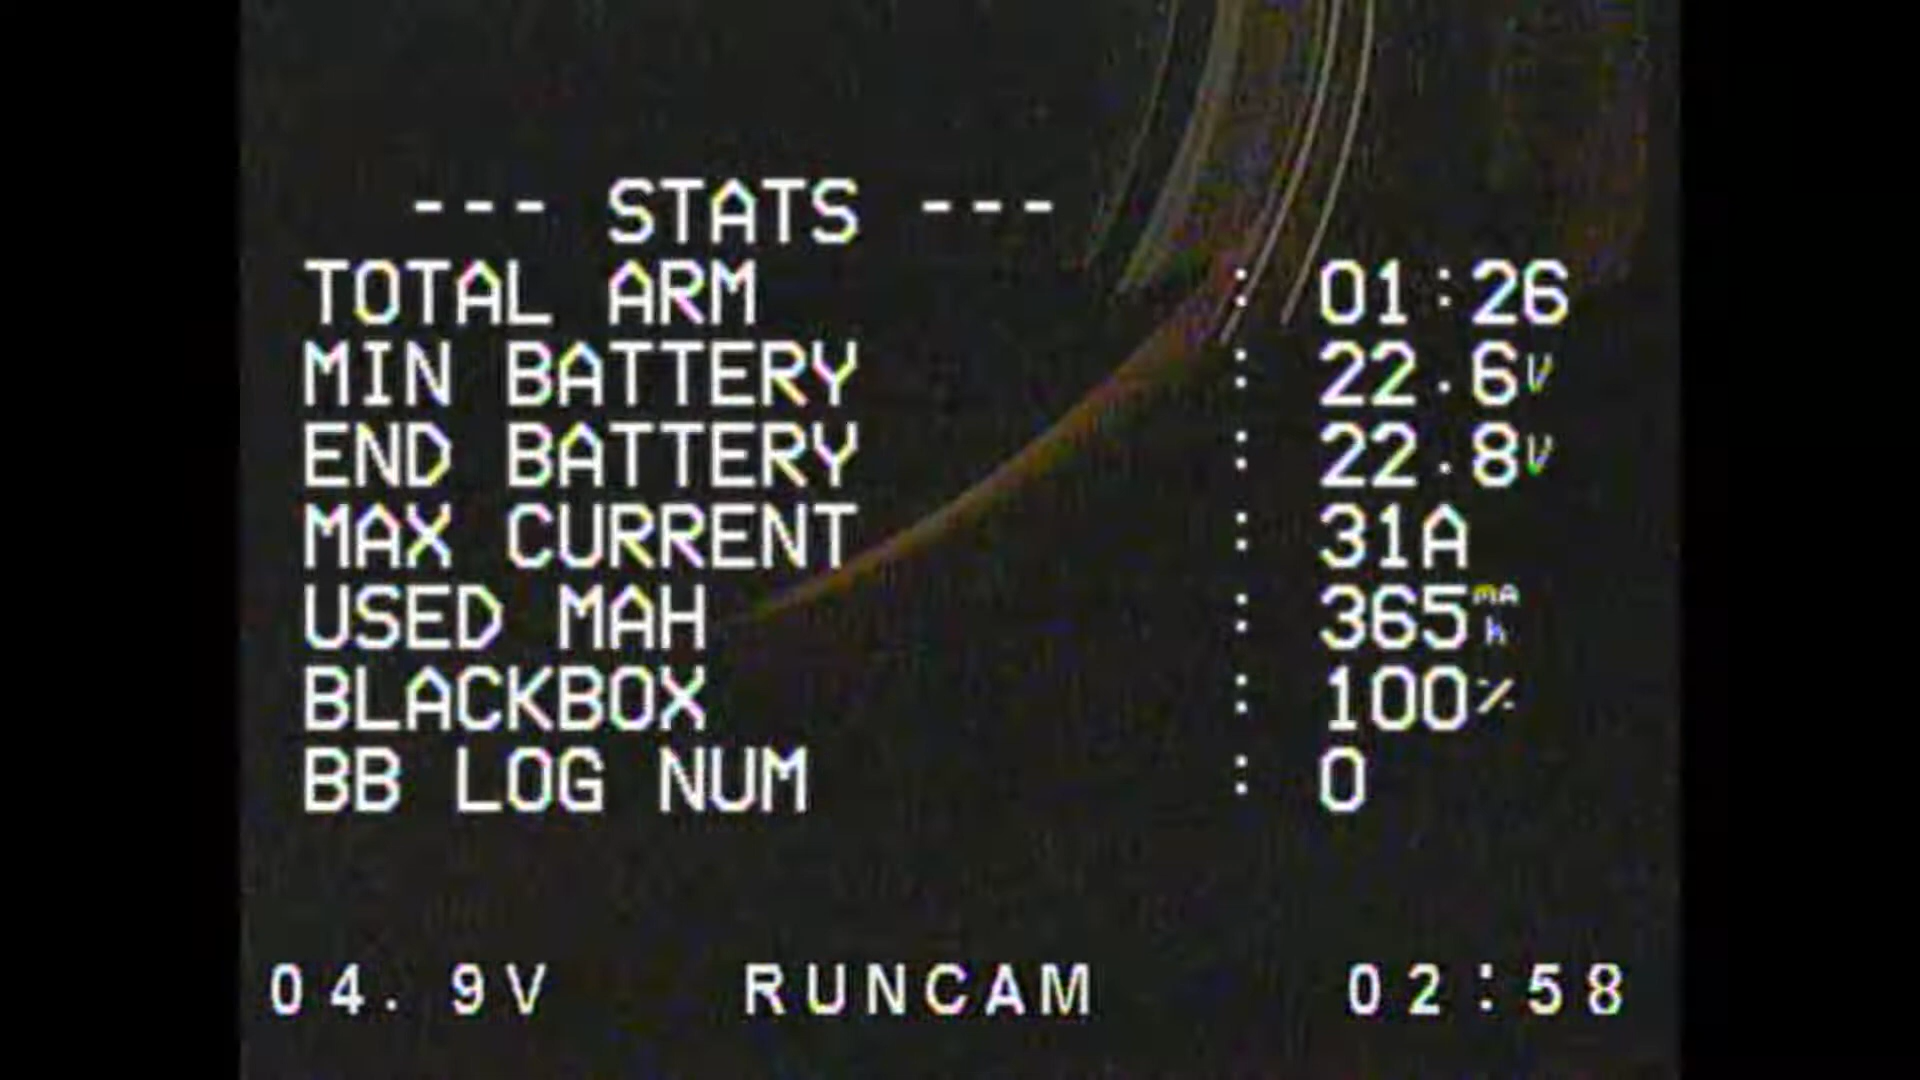 --- STATS ---
TOTAL ARM : 01:26
MIN BATTERY : 22.6V
END BATTERY : 22.8V
MAX CURRENT : 31A
USED MAH : 365mAh
BLACKBOX : 100%
BB LOG NUM : 0
04.9V RUNCAM 02:58